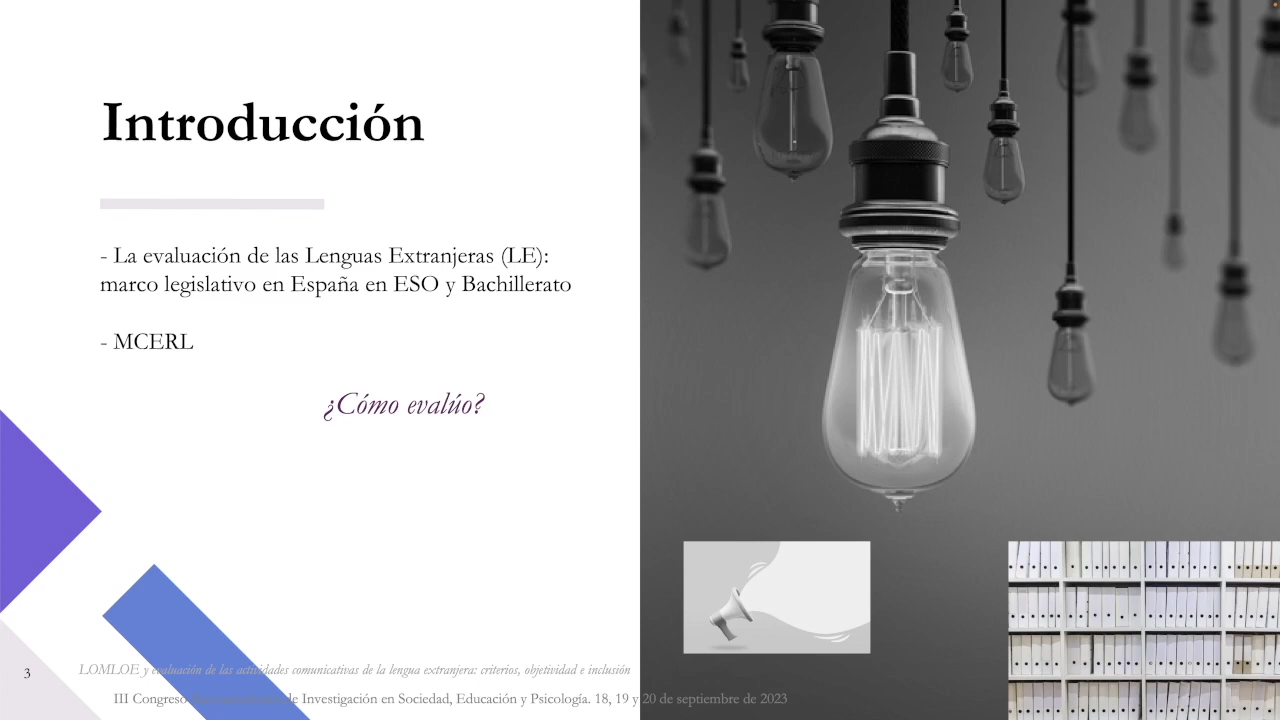 Introducción
- La evaluación de las Lenguas Extranjeras (LE):
marco legislativo en España en ESO y Bachillerato
- MCERL
¿Cómo evalúo?
LOMLOE y evaluación de las actividades comunicativas de la lengua extranjera: criterios, objetividad e inclusión
3
III Congreso de Investigación en Sociedad, Educación y Psicología. 18, 19 y 20 de septiembre de 2023